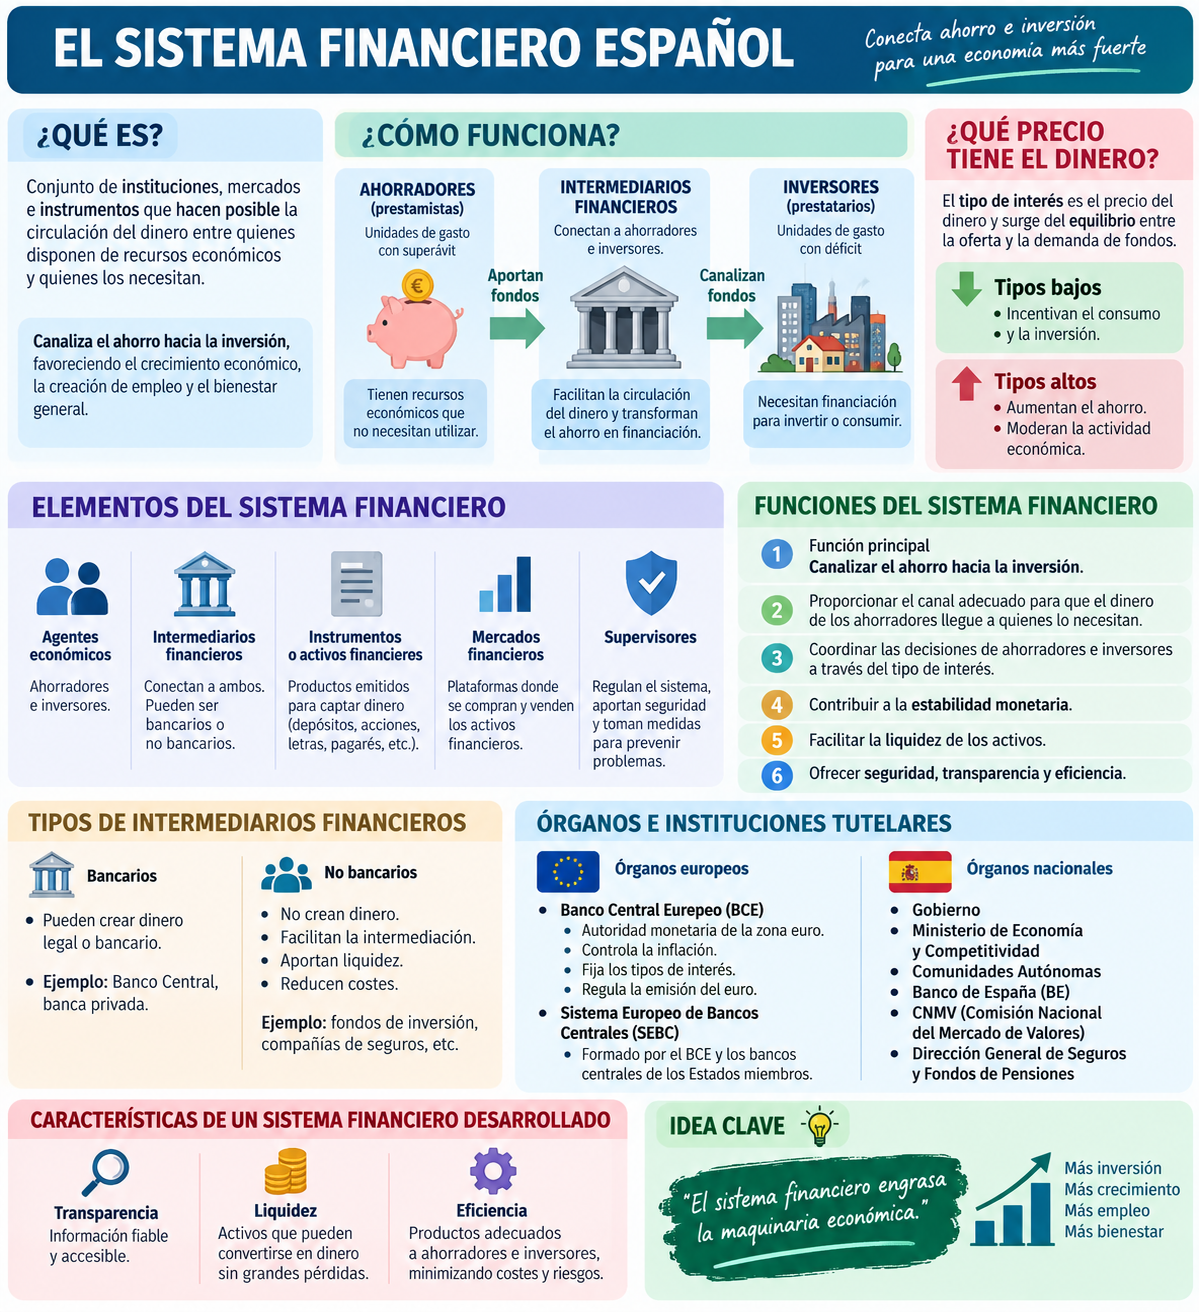 EL SISTEMA FINANCIERO ESPAÑOL
Conecta ahorro e inversión
para una economía más fuerte
¿QUÉ ES?
Conjunto de instituciones, mercados
e instrumentos que hacen posible la
circulación del dinero entre quienes
disponen de recursos económicos
y quienes los necesitan.
Canaliza el ahorro hacia la inversión,
favoreciendo el crecimiento económico,
la creación de empleo y el bienestar
general.
¿CÓMO FUNCIONA?
AHORRADORES
(prestamistas)
Unidades de gasto
con superávit
€
Tienen recursos
económicos que
no necesitan utilizar.
Aportan
fondos
INTERMEDIARIOS
FINANCIEROS
Conectan a ahorradores
e inversores.
Facilitan la circulación
del dinero y transforman
el ahorro en financiación.
Canalizan
fondos
INVERSORES
(prestatarios)
Unidades de gasto
con déficit
Necesitan financiación
para invertir o consumir.
¿QUÉ PRECIO
TIENE EL DINERO?
El tipo de interés es el precio del
dinero y surge del equilibrio entre
la oferta y la demanda de fondos.
Tipos bajos
• Incentivan el consumo
• y la inversión.
Tipos altos
• Aumentan el ahorro.
• Moderan la actividad
económica.
ELEMENTOS DEL SISTEMA FINANCIERO
Agentes
económicos
Ahorradores
e inversores.
Intermediarios
financieros
Conectan a ambos.
Pueden ser
bancarios o
no bancarios.
Instrumentos
o activos financieres
Productos emitidos
para captar dinero
(depósitos, acciones,
letras, pagarés, etc.).
Mercados
financieros
Plataformas donde
se compran y venden
los activos
financieros.
Supervisores
Regulan el sistema,
aportan seguridad
y toman medidas
para prevenir
problemas.
FUNCIONES DEL SISTEMA FINANCIERO
1 Función principal
Canalizar el ahorro hacia la inversión.
2 Proporcionar el canal adecuado para que el dinero
de los ahorradores llegue a quienes lo necesitan.
3 Coordinar las decisiones de ahorradores e inversores
a través del tipo de interés.
4 Contribuir a la estabilidad monetaria.
5 Facilitar la liquidez de los activos.
6 Ofrecer seguridad, transparencia y eficiencia.
TIPOS DE INTERMEDIARIOS FINANCIEROS
Bancarios
• Pueden crear dinero
legal o bancario.
• Ejemplo: Banco Central,
banca privada.
No bancarios
• No crean dinero.
• Facilitan la intermediación.
• Aportan liquidez.
• Reducen costes.
Ejemplo: fondos de inversión,
compañías de seguros, etc.
ÓRGANOS E INSTITUCIONES TUTELARES
Órganos europeos
• Banco Central Eurepeo (BCE)
• Autoridad monetaria de la zona euro.
• Controla la inflación.
• Fija los tipos de interés.
• Regula la emisión del euro.
• Sistema Europeo de Bancos
Centrales (SEBC)
• Formado por el BCE y los bancos
centrales de los Estados miembros.
Órganos nacionales
• Gobierno
• Ministerio de Economía
y Competitividad
• Comunidades Autónomas
• Banco de España (BE)
• CNMV (Comisión Nacional
del Mercado de Valores)
• Dirección General de Seguros
y Fondos de Pensiones
CARACTERÍSTICAS DE UN SISTEMA FINANCIERO DESARROLLADO
Transparencia
Información fiable
y accesible.
Liquidez
Activos que pueden
convertirse en dinero
sin grandes pérdidas.
Eficiencia
Productos adecuados
a ahorradores e inversores,
minimizando costes y riesgos.
IDEA CLAVE
"El sistema financiero engrasa
la maquinaria económica."
Más inversión
Más crecimiento
Más empleo
Más bienestar